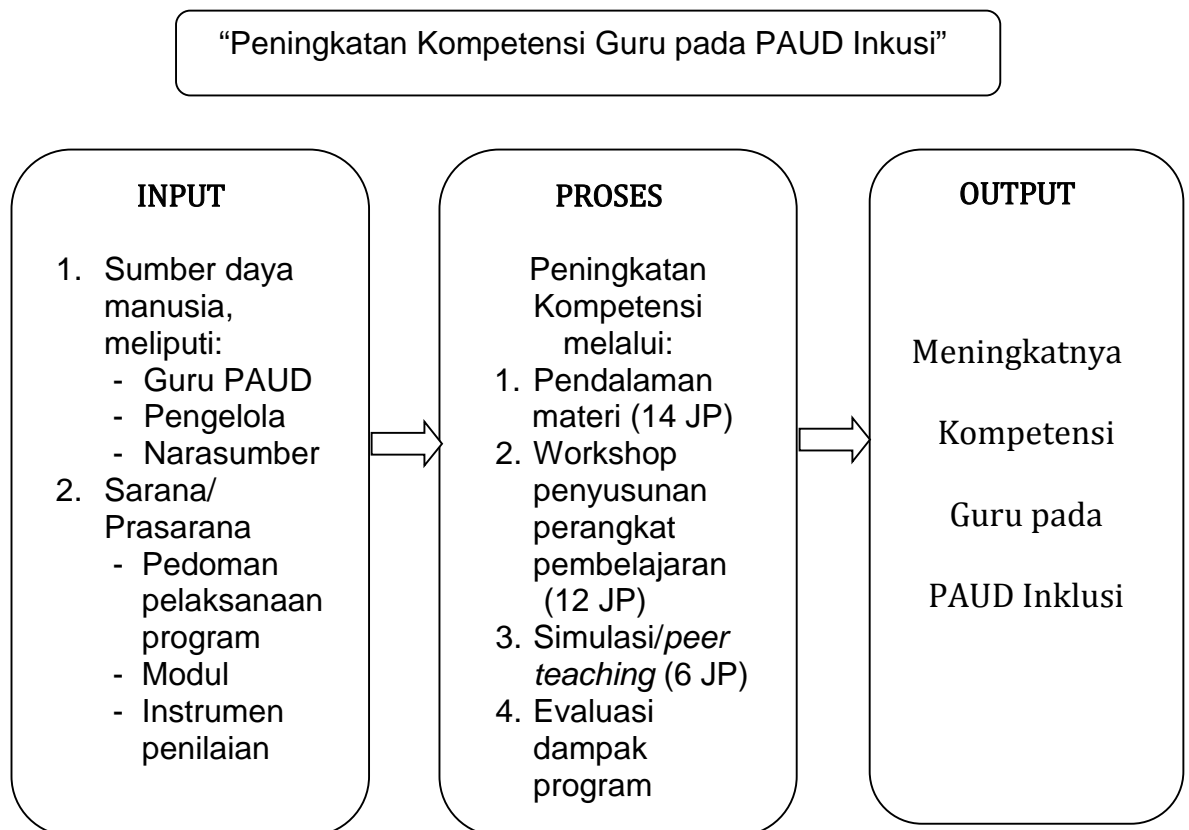 “Peningkatan Kompetensi Guru pada PAUD Inkusi”
INPUT
1. Sumber daya
manusia,
meliputi:
- Guru PAUD
- Pengelola
- Narasumber
2. Sarana/
Prasarana
- Pedoman
pelaksanaan
program
- Modul
- Instrumen
penilaian
PROSES
Peningkatan
Kompetensi
melalui:
1. Pendalaman
materi (14 JP)
2. Workshop
penyusunan
perangkat
pembelajaran
(12 JP)
3. Simulasi/peer
teaching (6 JP)
4. Evaluasi
dampak
program
OUTPUT
Meningkatnya
Kompetensi
Guru pada
PAUD Inklusi